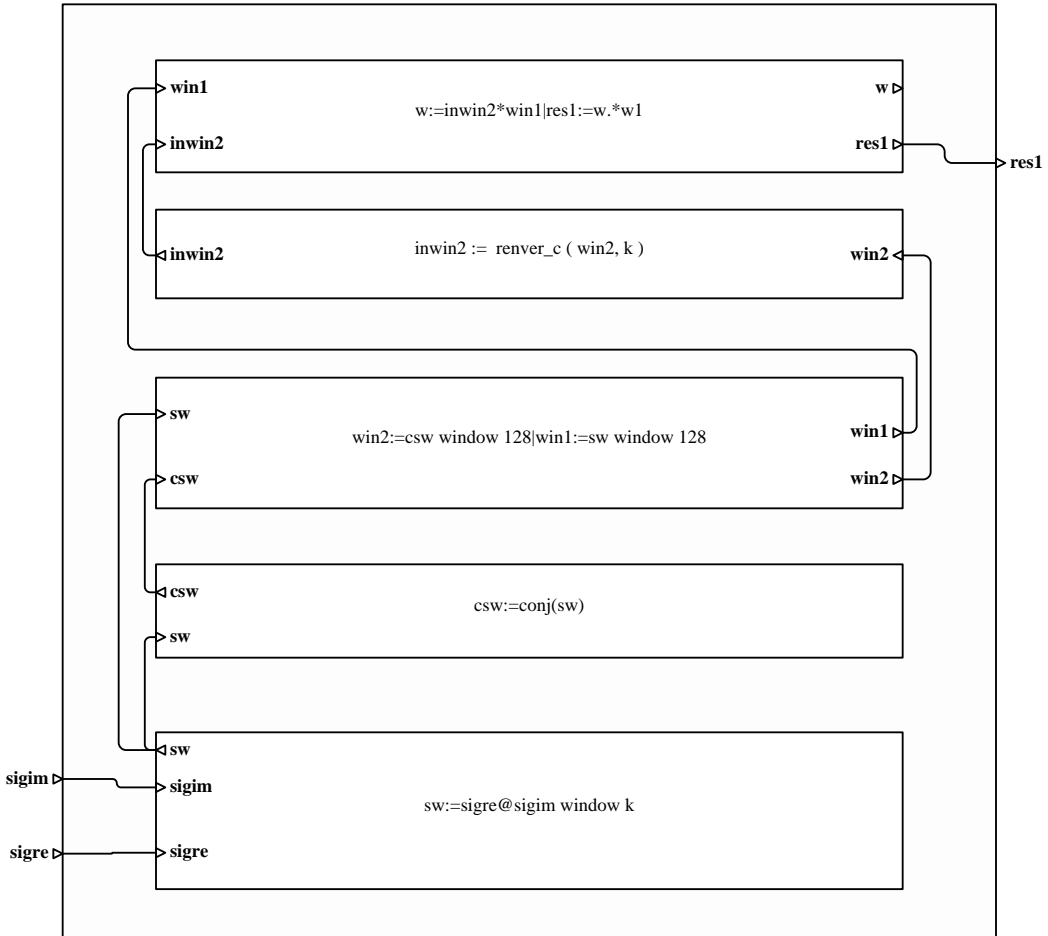 win1
w
w:=inwin2*win1|res1:=w.*w1
inwin2
res1
res1
inwin2
inwin2 := renver_c ( win2, k )
win2
sw
win2:=csw window 128|win1:=sw window 128
win1
csw
win2
csw
csw:=conj(sw)
sw
sw
sigim
sigim
sw:=sigre@sigim window k
sigre
sigre